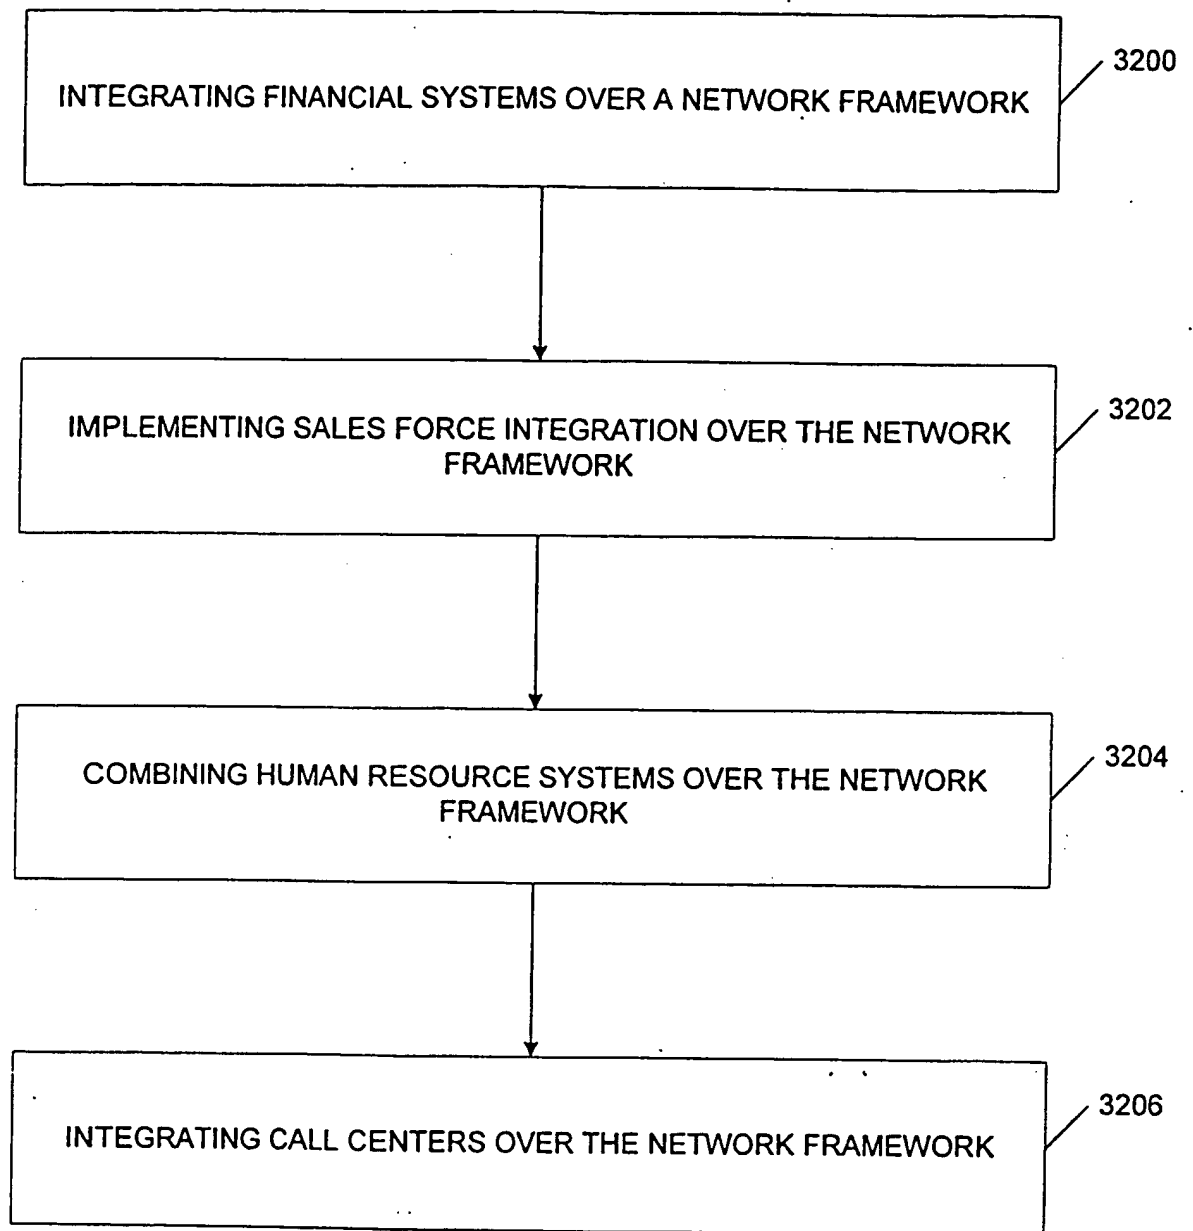 INTEGRATING FINANCIAL SYSTEMS OVER A NETWORK FRAMEWORK
3200
IMPLEMENTING SALES FORCE INTEGRATION OVER THE NETWORK
FRAMEWORK
3202
COMBINING HUMAN RESOURCE SYSTEMS OVER THE NETWORK
FRAMEWORK
3204
INTEGRATING CALL CENTERS OVER THE NETWORK FRAMEWORK
3206